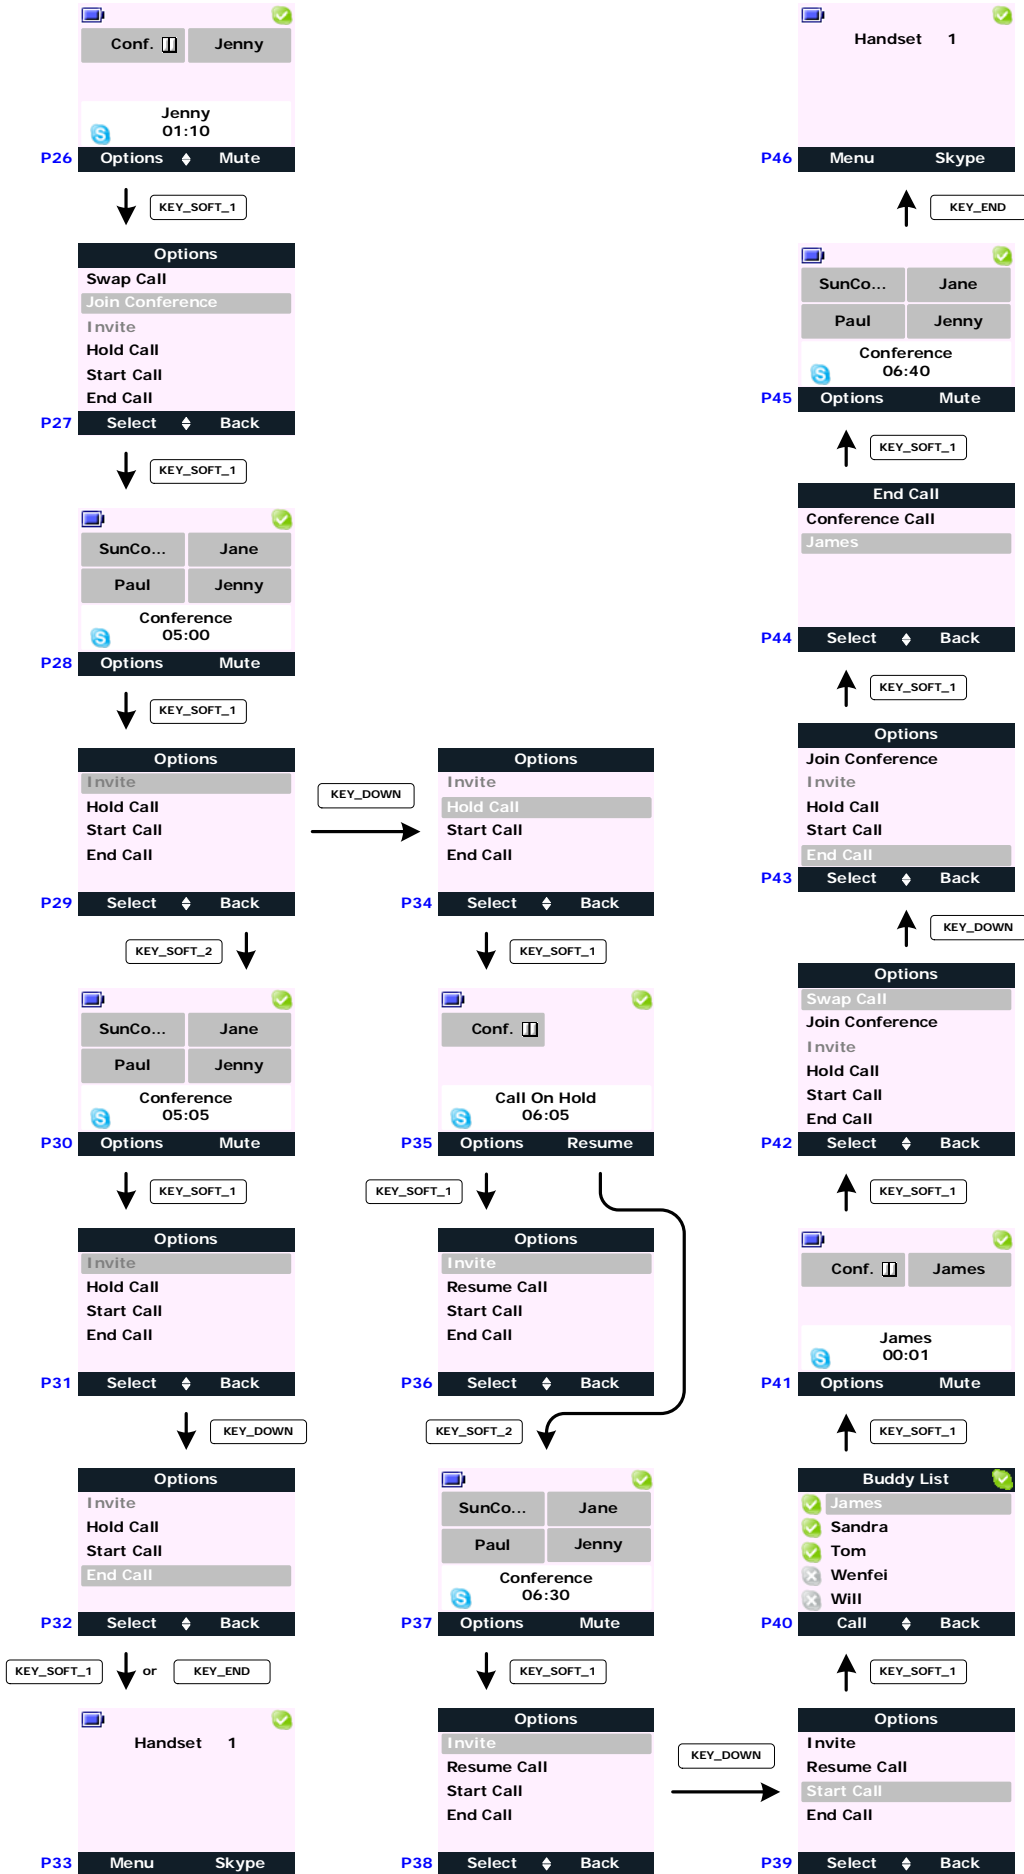 Conf. Jenny
Jenny
01:10
P26 Options Mute
KEY_SOFT_1
Options
Swap Call
Join Conference
Invite
Hold Call
Start Call
End Call
P27 Select Back
KEY_SOFT_1
SunCo... Jane
Paul Jenny
Conference
05:00
P28 Options Mute
KEY_SOFT_1
Options
Invite
Hold Call
Start Call
End Call
P29 Select Back
KEY_SOFT_2
SunCo... Jane
Paul Jenny
Conference
05:05
P30 Options Mute
KEY_SOFT_1
Options
Invite
Hold Call
Start Call
End Call
P31 Select Back
KEY_DOWN
Options
Invite
Hold Call
Start Call
End Call
P32 Select Back
KEY_SOFT_1 or KEY_END
Handset 1
P33 Menu Skype
KEY_DOWN
Options
Invite
Hold Call
Start Call
End Call
P34 Select Back
KEY_SOFT_1
Conf.
Call On Hold
06:05
P35 Options Resume
KEY_SOFT_1
Options
Invite
Resume Call
Start Call
End Call
P36 Select Back
KEY_SOFT_2
SunCo... Jane
Paul Jenny
Conference
06:30
P37 Options Mute
KEY_SOFT_1
Options
Invite
Resume Call
Start Call
End Call
P38 Select Back
KEY_DOWN
Options
Invite
Resume Call
Start Call
End Call
P39 Select Back
KEY_SOFT_1
Buddy List
James
Sandra
Tom
Wenfei
Will
P40 Call Back
KEY_SOFT_1
Conf. James
James
00:01
P41 Options Mute
KEY_SOFT_1
Options
Swap Call
Join Conference
Invite
Hold Call
Start Call
End Call
P42 Select Back
KEY_DOWN
Options
Join Conference
Invite
Hold Call
Start Call
End Call
P43 Select Back
KEY_SOFT_1
End Call
Conference Call
James
P44 Select Back
KEY_SOFT_1
SunCo... Jane
Paul Jenny
Conference
06:40
P45 Options Mute
KEY_END
Handset 1
P46 Menu Skype